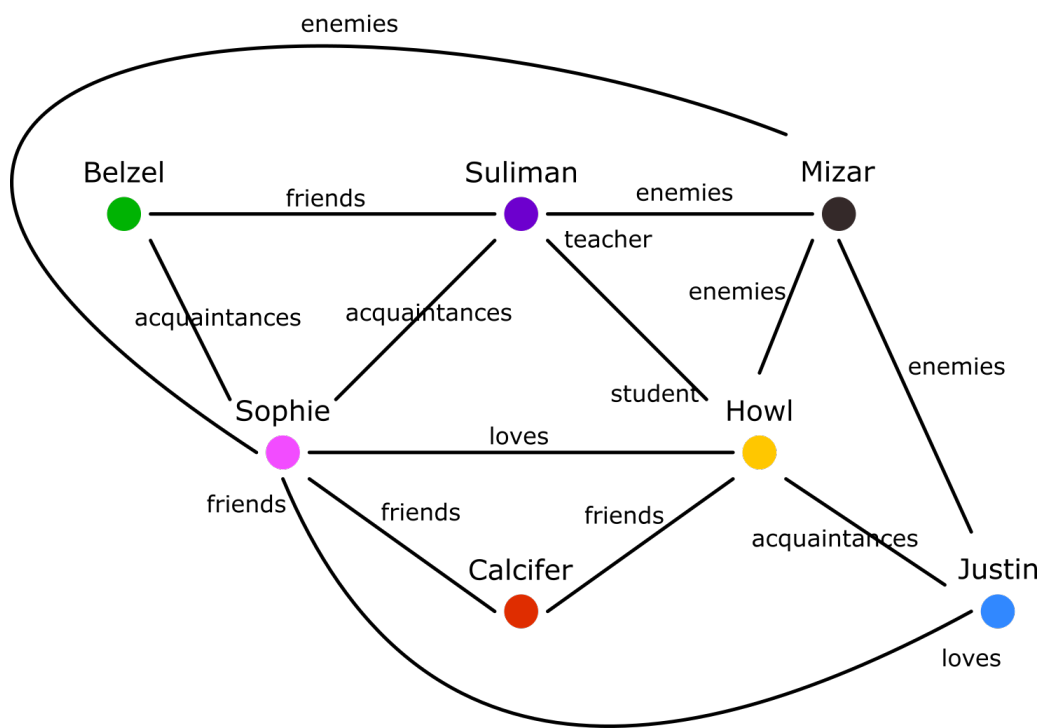 enemies
Belzel
Suliman
Mizar
friends
enemies
teacher
enemies
acquaintances
acquaintances
enemies
student
Sophie
Howl
loves
friends
friends
friends
acquaintances
Calcifer
Justin
loves